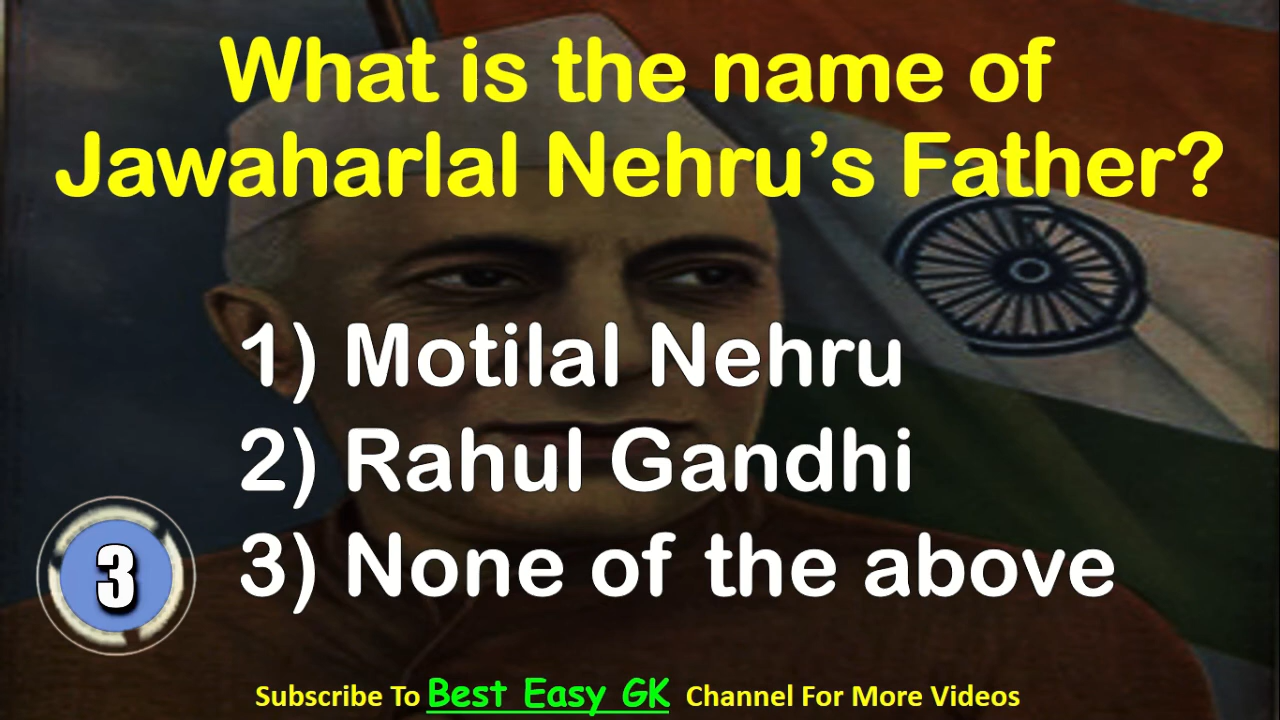 What is the name of
Jawaharlal Nehru’s Father?
1) Motilal Nehru
2) Rahul Gandhi
3) None of the above
3
Subscribe To Best Easy GK Channel For More Videos